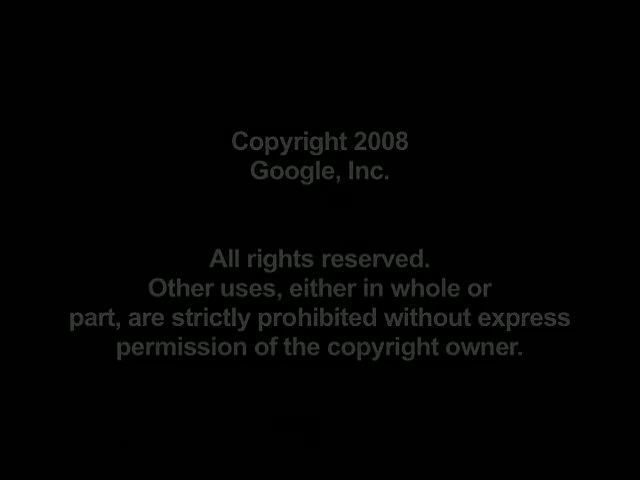 Copyright 2008
Google, Inc.
All rights reserved.
Other uses, either in whole or
part, are strictly prohibited without express
permission of the copyright owner.